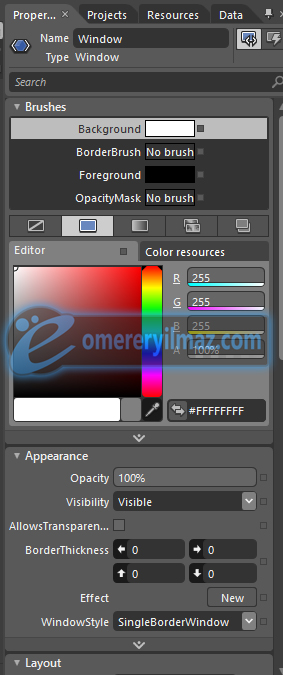 Proper... × Projects Resources Data
Name Window
Type Window
Search
Brushes
Background
BorderBrush No brush
Foreground
OpacityMask No brush
Editor Color resources
R 255
G 255
B 255
A 100%
omereryilmaz.com
#FFFFFFFF
Appearance
Opacity 100%
Visibility Visible
AllowsTransparen...
BorderThickness 0 0
0 0
Effect New
WindowStyle SingleBorderWindow
Layout